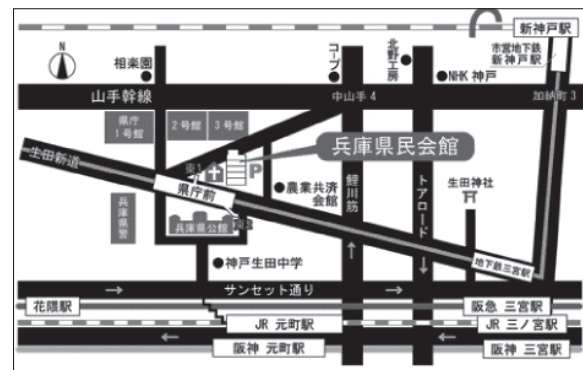 新神戸駅
N
相楽園
コープ
北野工房
NHK 神戸
市営地下鉄
新神戸駅
山手幹線
中山手 4
加納町 3
県庁
1号館
2号館
3号館
兵庫県民会館
生田新道
東1
P
県庁前
農業共済
会館
鯉川筋
トアロード
生田神社
兵庫県警
兵庫県公館
東2
神戸生田中学
地下鉄三宮駅
サンセット通り
花隈駅
阪急 三宮駅
JR 元町駅
JR 三ノ宮駅
阪神 元町駅
阪神 三宮駅